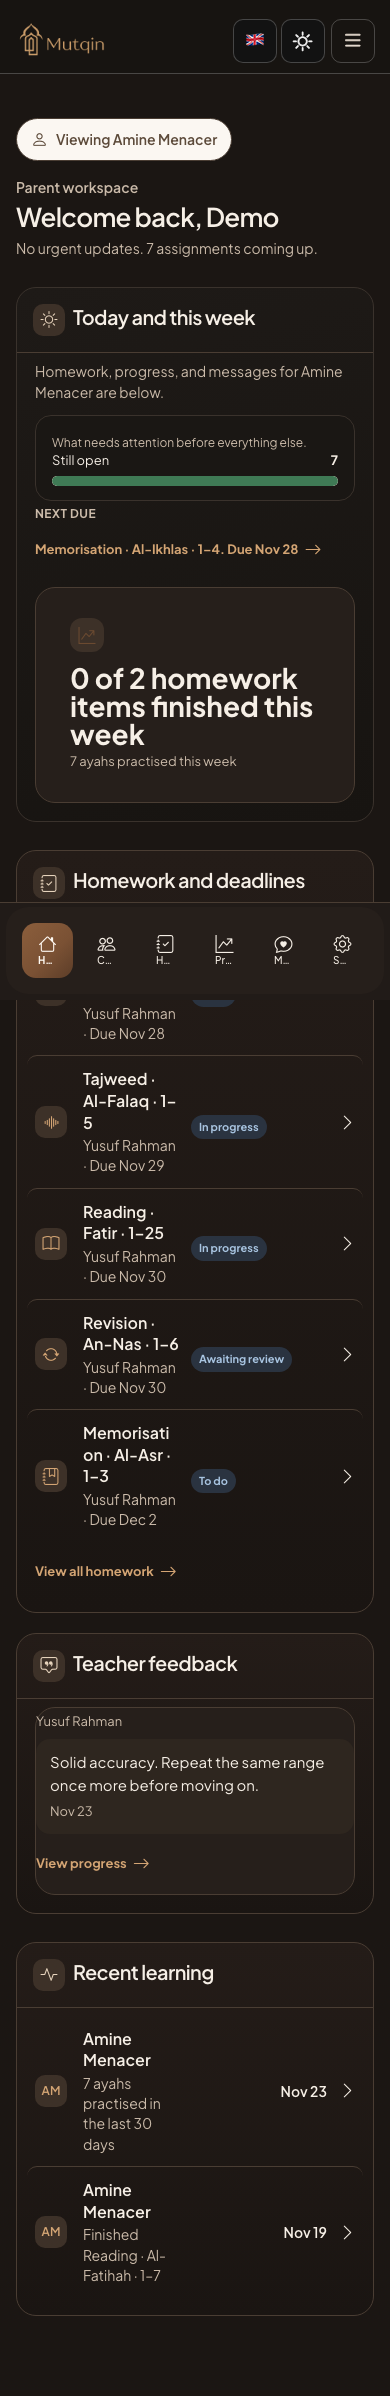 Mutqin
Viewing Amine Menacer
Parent workspace
Welcome back, Demo
No urgent updates. 7 assignments coming up.
Today and this week
Homework, progress, and messages for Amine
Menacer are below.
What needs attention before everything else.
Still open 7
NEXT DUE
Memorisation · Al-Ikhlas · 1–4. Due Nov 28
0 of 2 homework
items finished this
week
7 ayahs practised this week
Homework and deadlines
H... C... H... Pr... M... S...
Yusuf Rahman
· Due Nov 28
Tajweed ·
Al-Falaq · 1–
5
Yusuf Rahman
· Due Nov 29
In progress
Reading ·
Fatir · 1–25
Yusuf Rahman
· Due Nov 30
In progress
Revision ·
An-Nas · 1–6
Yusuf Rahman
· Due Nov 30
Awaiting review
Memorisati
on · Al-Asr ·
1–3
Yusuf Rahman
· Due Dec 2
To do
View all homework
Teacher feedback
Yusuf Rahman
Solid accuracy. Repeat the same range
once more before moving on.
Nov 23
View progress
Recent learning
AM
Amine
Menacer
7 ayahs
practised in
the last 30
days
Nov 23
AM
Amine
Menacer
Finished
Reading · Al-
Fatihah · 1–7
Nov 19